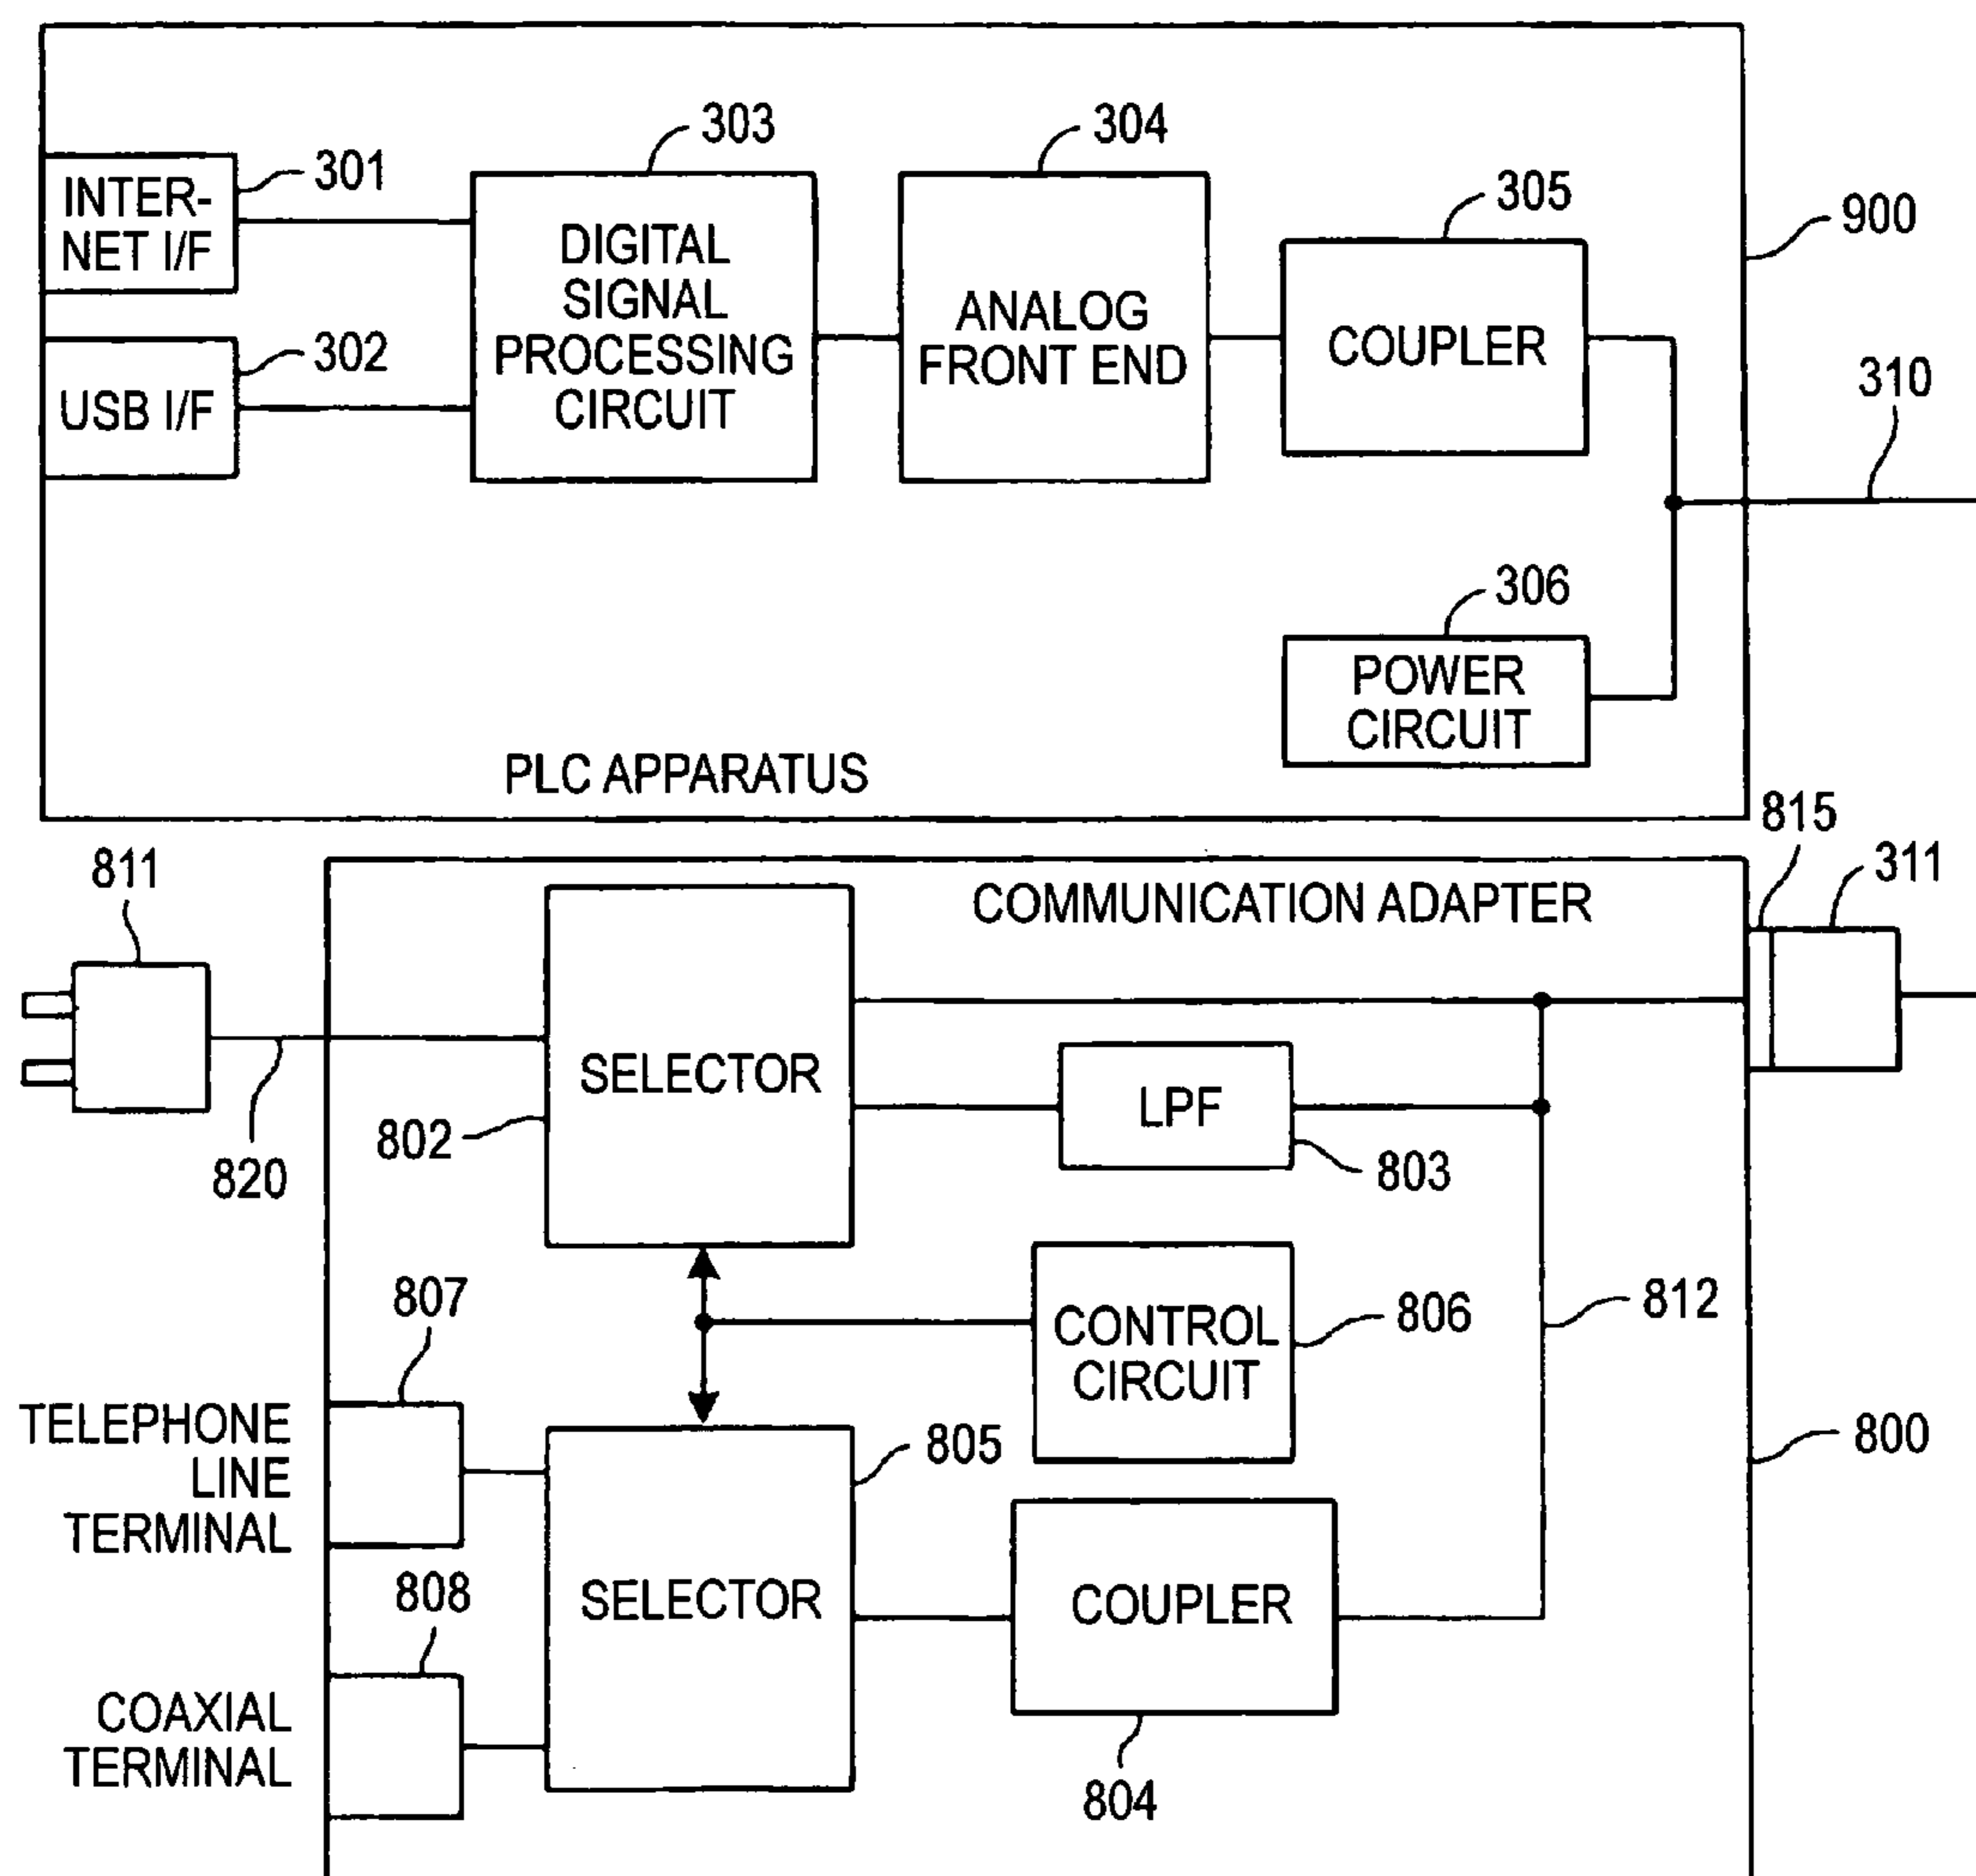 303
304
301
305
INTER-
NET I/F
900
DIGITAL
SIGNAL
PROCESSING
CIRCUIT
ANALOG
FRONT END
COUPLER
302
310
USB I/F
306
POWER
CIRCUIT
PLC APPARATUS
815
811
311
COMMUNICATION ADAPTER
SELECTOR
LPF
802
803
820
807
812
806
CONTROL
CIRCUIT
TELEPHONE
LINE
TERMINAL
805
800
808
SELECTOR
COUPLER
COAXIAL
TERMINAL
804